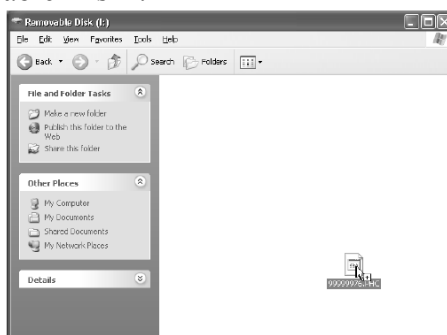 Removable Disk (I:)
File Edit View Favorites Tools Help
Back Search Folders
File and Folder Tasks
Make a new folder
Publish this folder to the
Web
Share this folder
Other Places
My Computer
My Documents
Shared Documents
My Network Places
Details